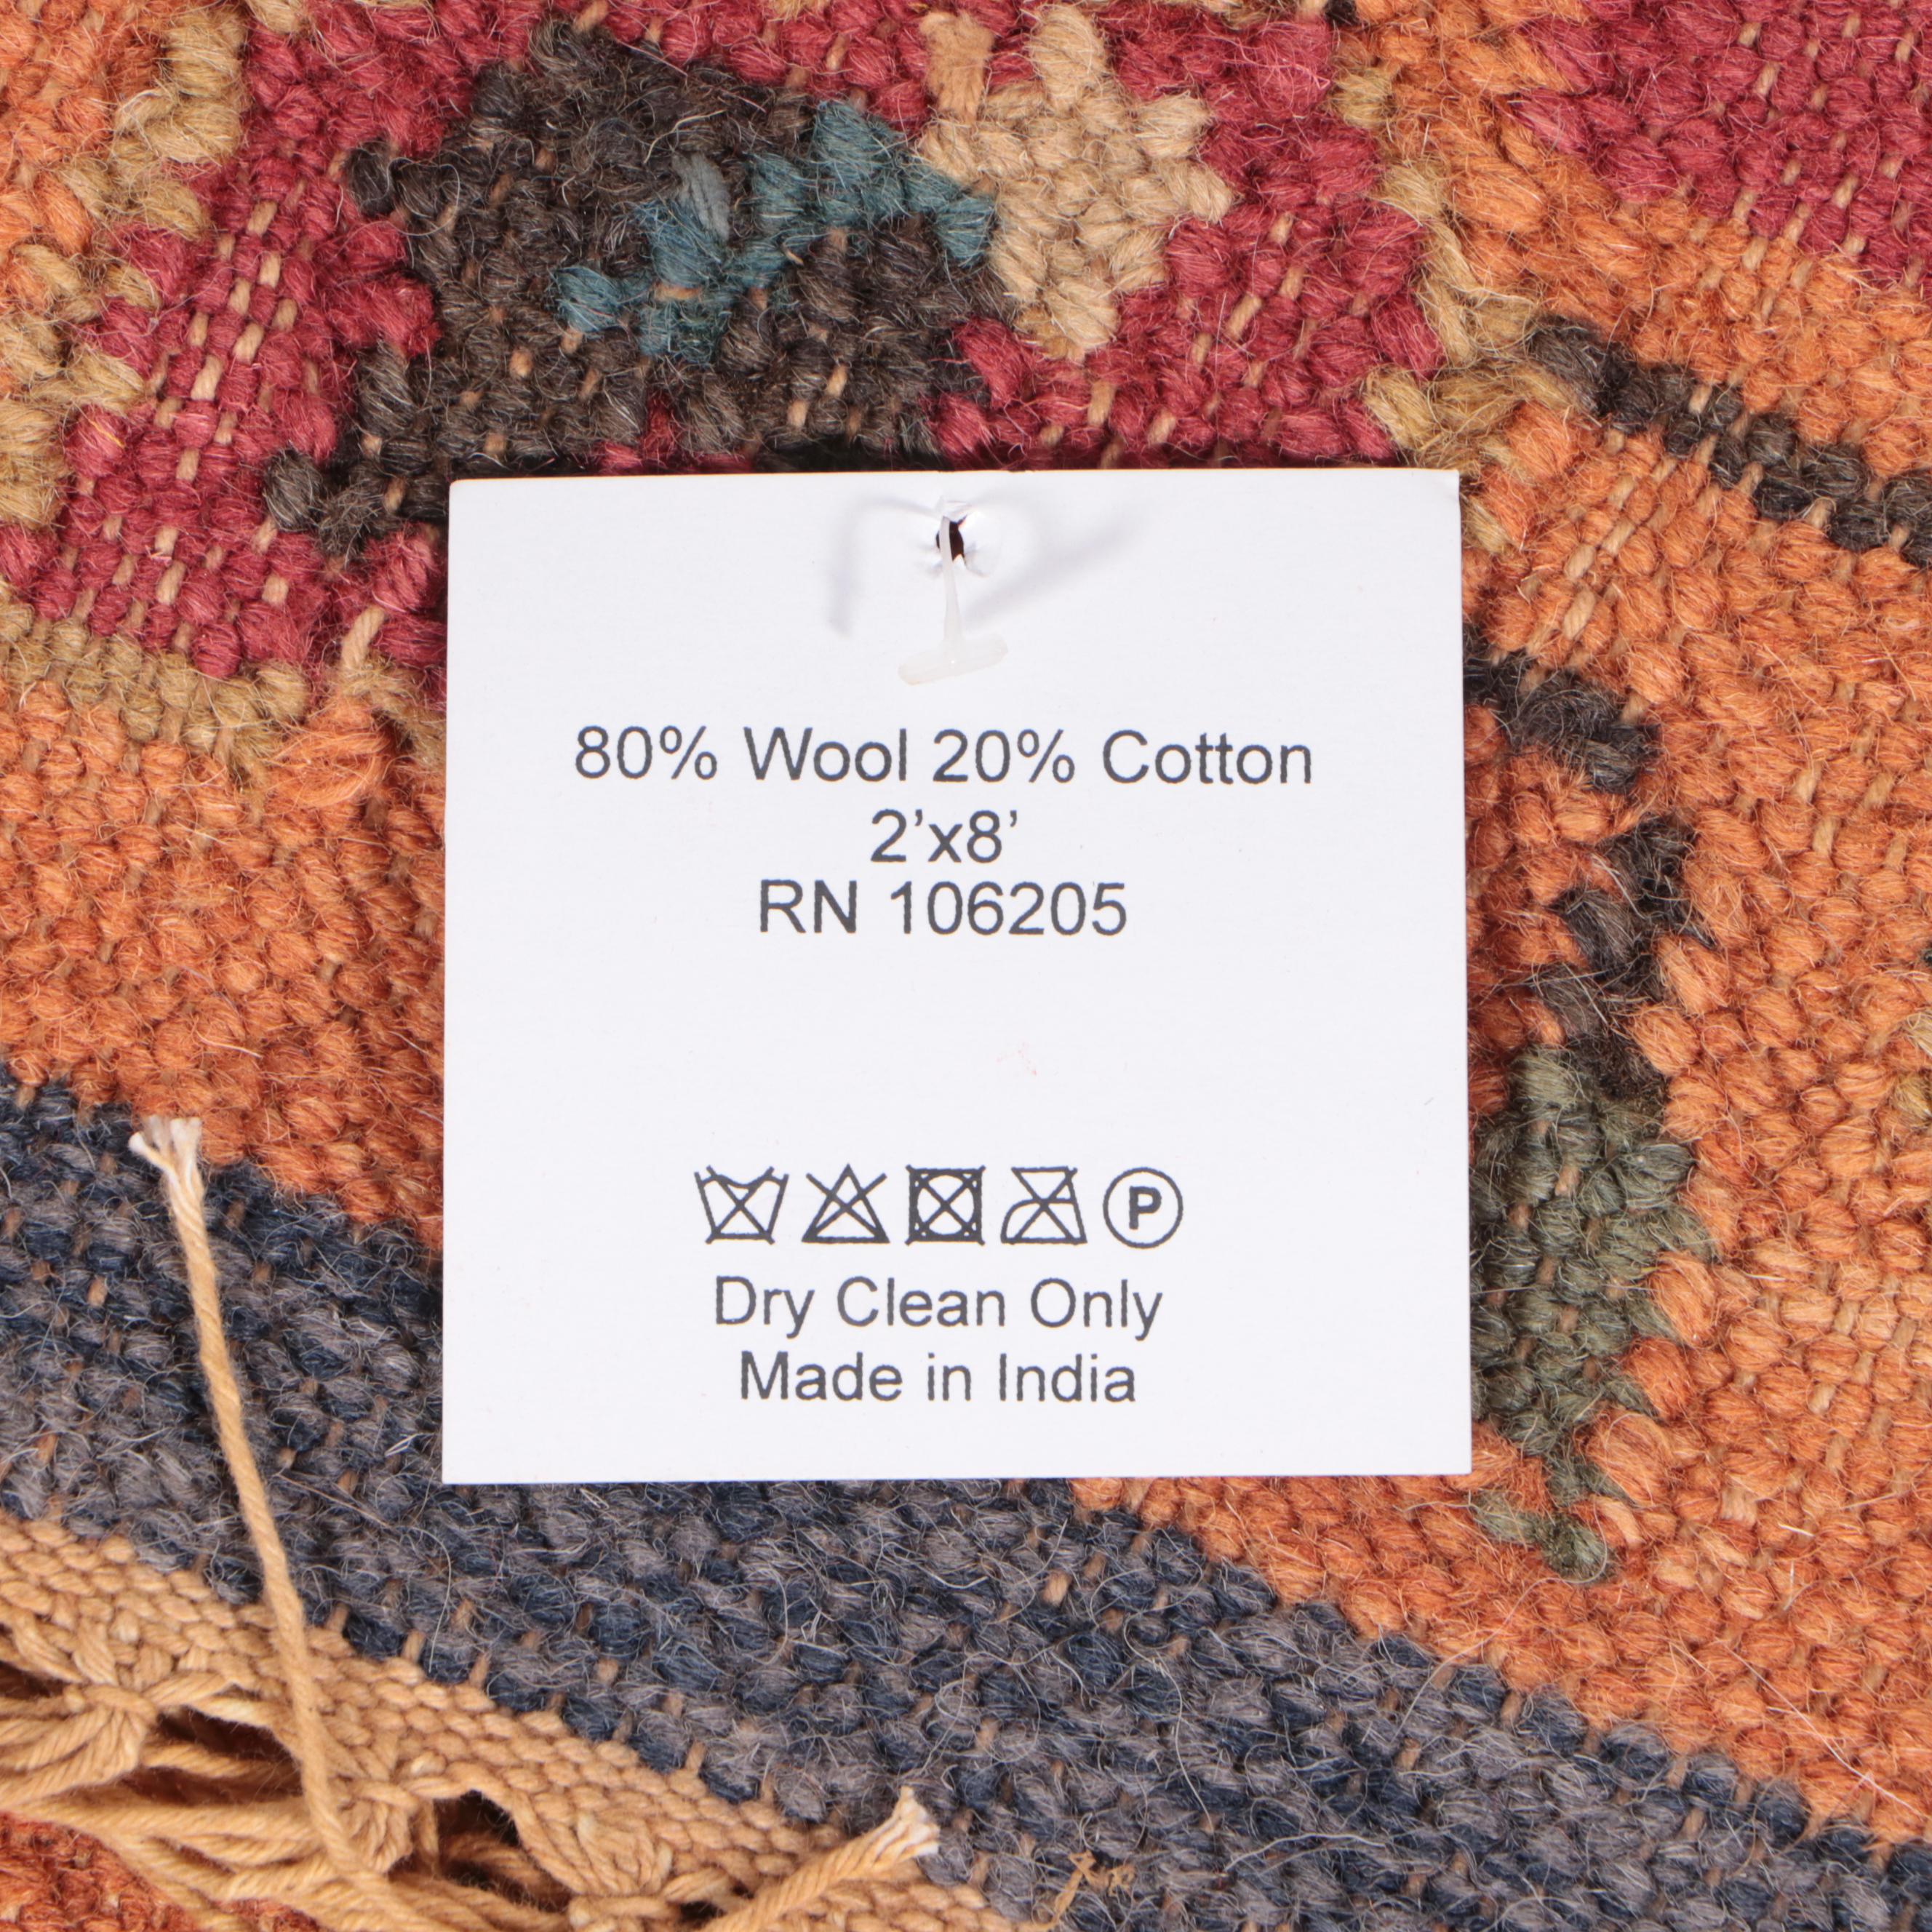 80% Wool 20% Cotton
2’x8’
RN 106205
P
Dry Clean Only
Made in India